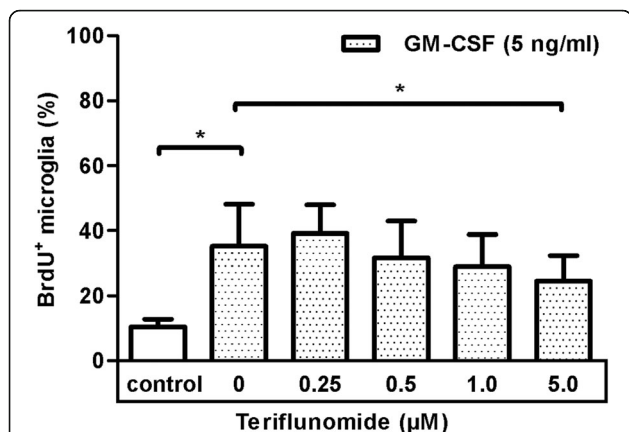 100
GM-CSF (5 ng/ml)
80
*
*
60
40
20
0
BrdU+ microglia (%)
control 0 0.25 0.5 1.0 5.0
Teriflunomide (µM)